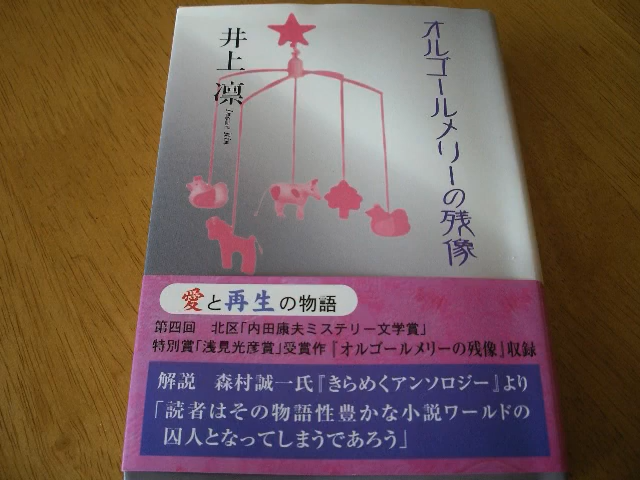 オルゴールメリーの残像
井上凛
愛と再生の物語
第四回 北区「内田康夫ミステリー文学賞」
特別賞「浅見光彦賞」受賞作『オルゴールメリーの残像』収録
解説 森村誠一氏『きらめくアンソロジー』より
「読者はその物語性豊かな小説ワールドの
囚人となってしまうであろう」